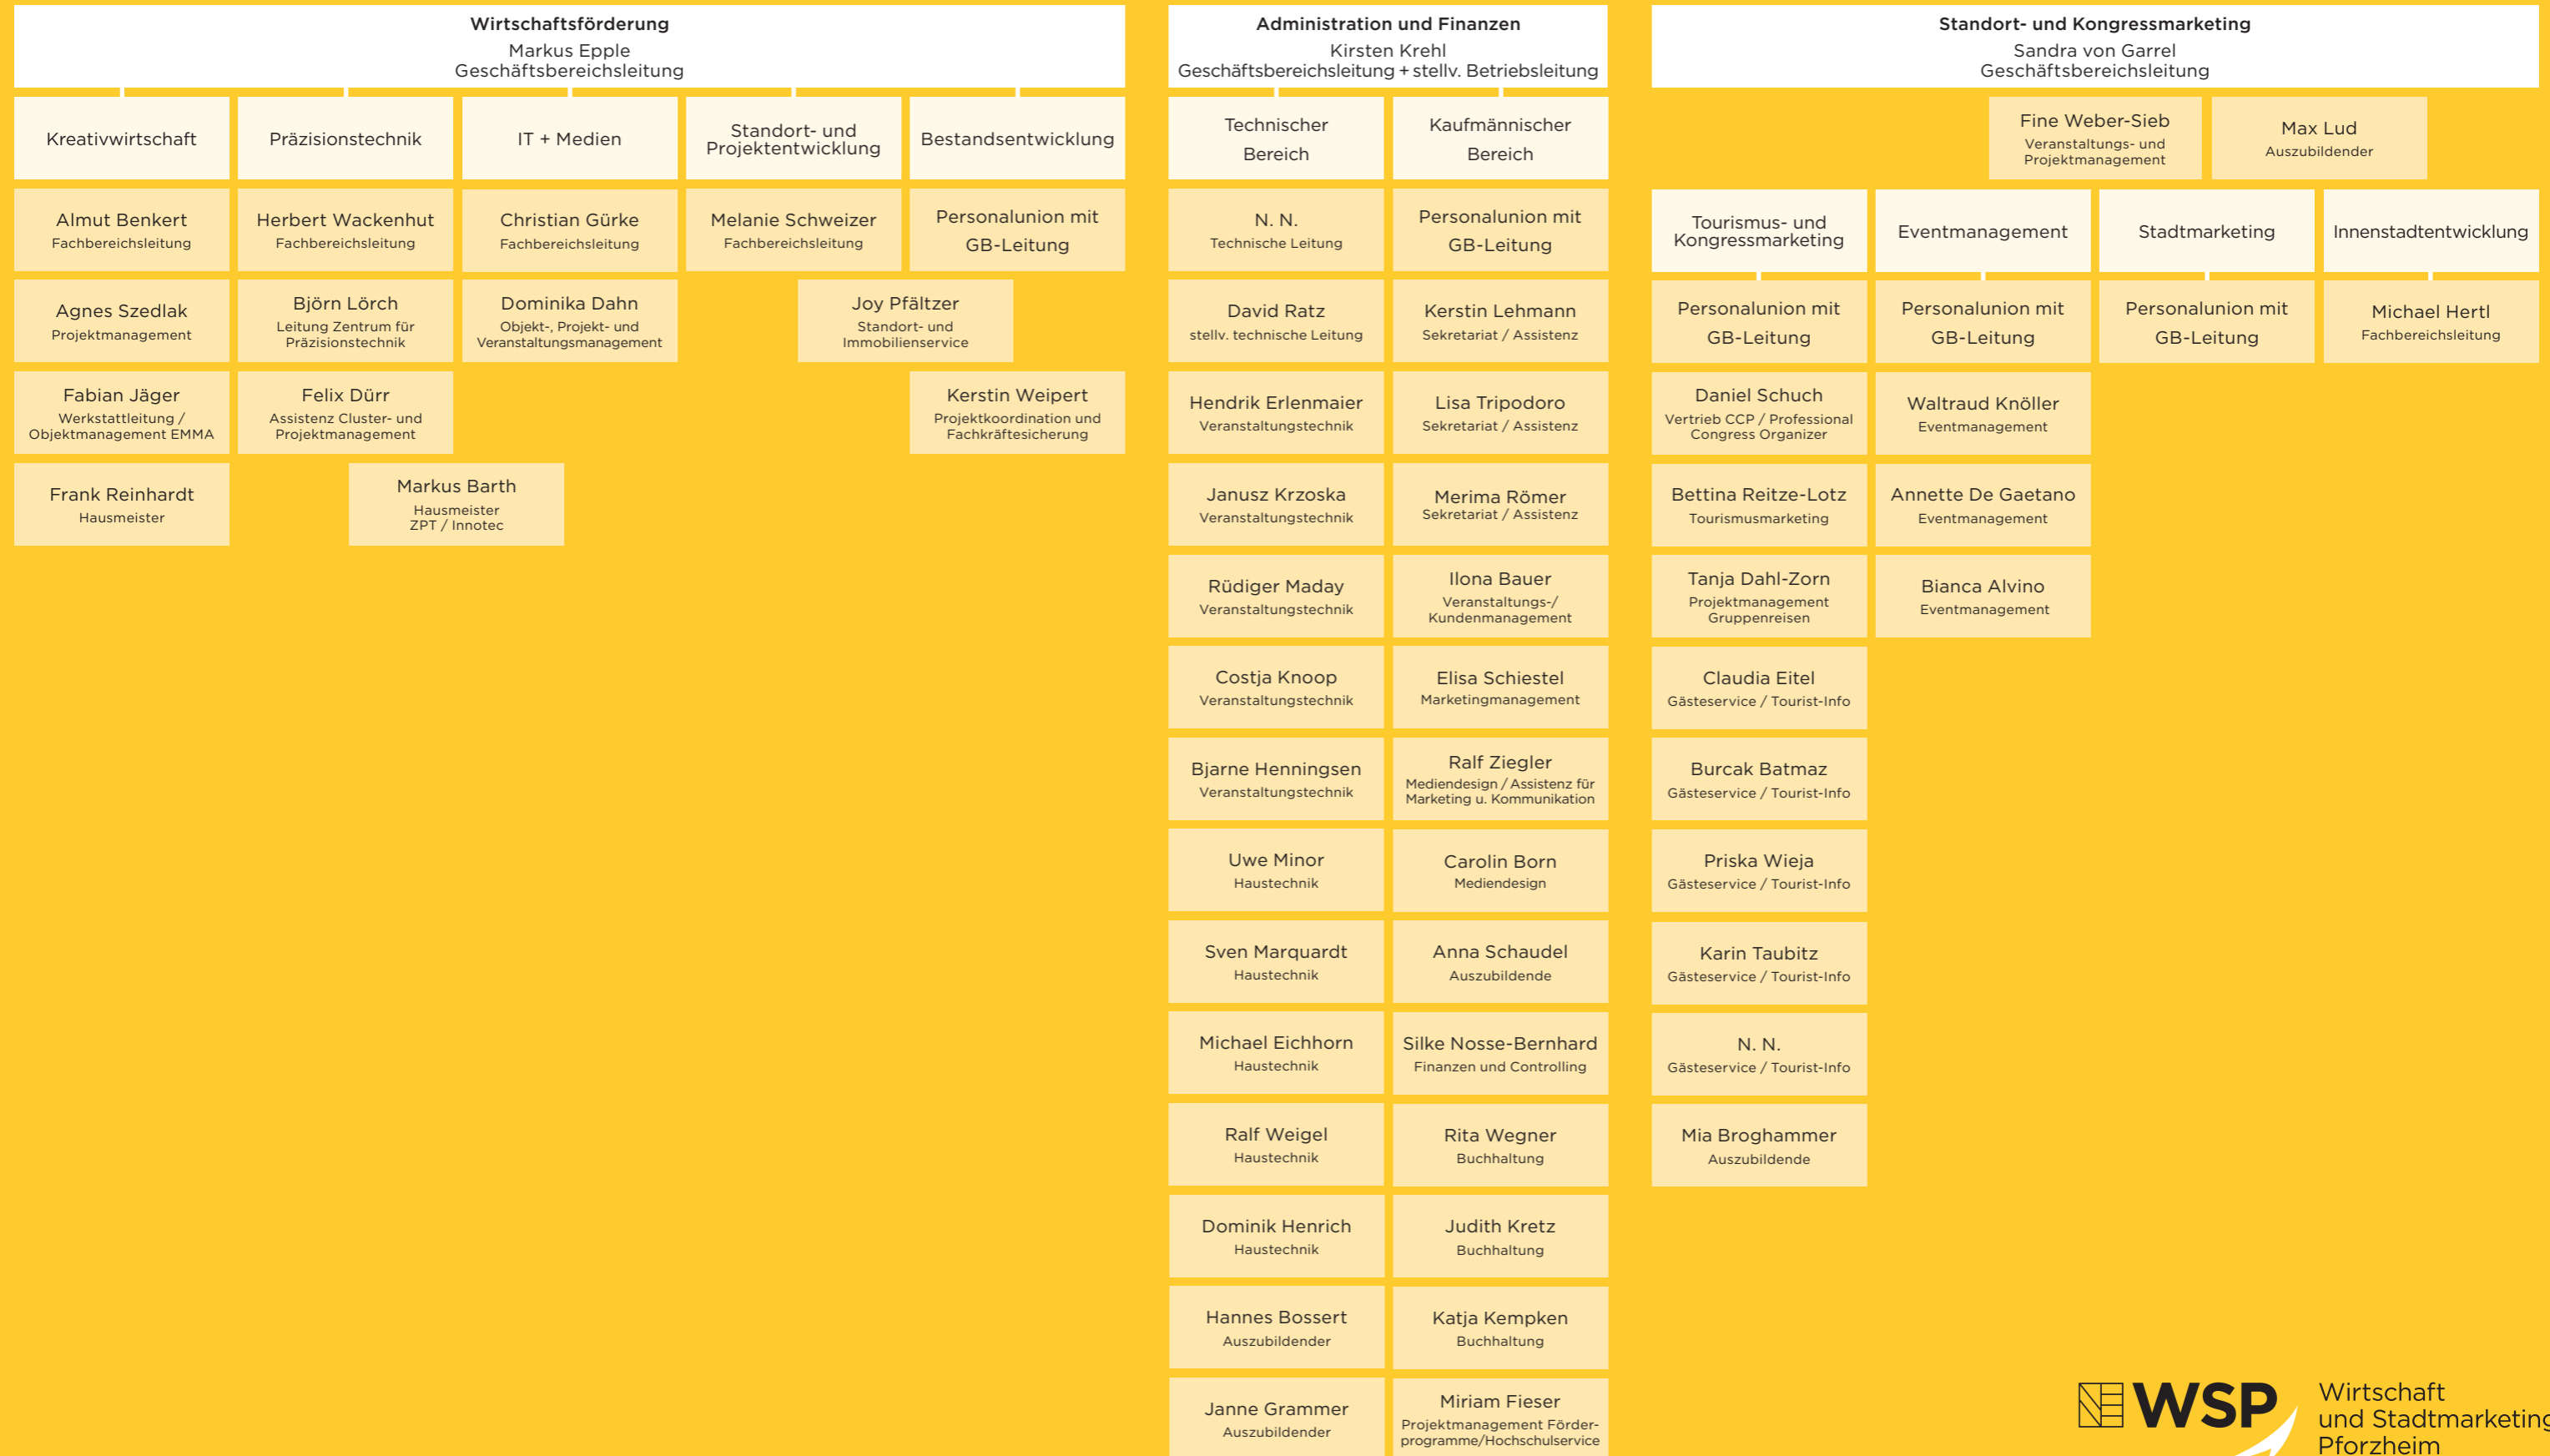 Wirtschaftsförderung
Markus Epple
Geschäftsbereichsleitung
Kreativwirtschaft
Almut Benkert
Fachbereichsleitung
Agnes Szedlak
Projektmanagement
Fabian Jäger
Werkstattleitung /
Objektmanagement EMMA
Frank Reinhardt
Hausmeister
Präzisionstechnik
Herbert Wackenhut
Fachbereichsleitung
Björn Lörch
Leitung Zentrum für
Präzisionstechnik
Felix Dürr
Assistenz Cluster- und
Projektmanagement
Markus Barth
Hausmeister
ZPT / Innotec
IT + Medien
Christian Gürke
Fachbereichsleitung
Dominika Dahn
Objekt-, Projekt- und
Veranstaltungsmanagement
Standort- und
Projektentwicklung
Melanie Schweizer
Fachbereichsleitung
Joy Pfältzer
Standort- und
Immobilienservice
Bestandsentwicklung
Personalunion mit
GB-Leitung
Kerstin Weipert
Projektkoordination und
Fachkräftesicherung
Administration und Finanzen
Kirsten Krehl
Geschäftsbereichsleitung + stellv. Betriebsleitung
Technischer
Bereich
N. N.
Technische Leitung
David Ratz
stellv. technische Leitung
Hendrik Erlenmaier
Veranstaltungstechnik
Janusz Krzoska
Veranstaltungstechnik
Rüdiger Maday
Veranstaltungstechnik
Costja Knoop
Veranstaltungstechnik
Bjarne Henningsen
Veranstaltungstechnik
Uwe Minor
Haustechnik
Sven Marquardt
Haustechnik
Michael Eichhorn
Haustechnik
Ralf Weigel
Haustechnik
Dominik Henrich
Haustechnik
Hannes Bossert
Auszubildender
Janne Grammer
Auszubildender
Kaufmännischer
Bereich
Personalunion mit
GB-Leitung
Kerstin Lehmann
Sekretariat / Assistenz
Lisa Tripodoro
Sekretariat / Assistenz
Merima Römer
Sekretariat / Assistenz
Ilona Bauer
Veranstaltungs-/
Kundenmanagement
Elisa Schiestel
Marketingmanagement
Ralf Ziegler
Mediendesign / Assistenz für
Marketing u. Kommunikation
Carolin Born
Mediendesign
Anna Schaudel
Auszubildende
Silke Nosse-Bernhard
Finanzen und Controlling
Rita Wegner
Buchhaltung
Judith Kretz
Buchhaltung
Katja Kempken
Buchhaltung
Miriam Fieser
Projektmanagement Förder-
programme/Hochschulservice
Standort- und Kongressmarketing
Sandra von Garrel
Geschäftsbereichsleitung
Fine Weber-Sieb
Veranstaltungs- und
Projektmanagement
Max Lud
Auszubildender
Tourismus- und
Kongressmarketing
Personalunion mit
GB-Leitung
Daniel Schuch
Vertrieb CCP / Professional
Congress Organizer
Bettina Reitze-Lotz
Tourismusmarketing
Tanja Dahl-Zorn
Projektmanagement
Gruppenreisen
Claudia Eitel
Gästeservice / Tourist-Info
Burcak Batmaz
Gästeservice / Tourist-Info
Priska Wieja
Gästeservice / Tourist-Info
Karin Taubitz
Gästeservice / Tourist-Info
N. N.
Gästeservice / Tourist-Info
Mia Broghammer
Auszubildende
Eventmanagement
Personalunion mit
GB-Leitung
Waltraud Knöller
Eventmanagement
Annette De Gaetano
Eventmanagement
Bianca Alvino
Eventmanagement
Stadtmarketing
Personalunion mit
GB-Leitung
Innenstadtentwicklung
Michael Hertl
Fachbereichsleitung
WSP
Wirtschaft
und Stadtmarketing
Pforzheim